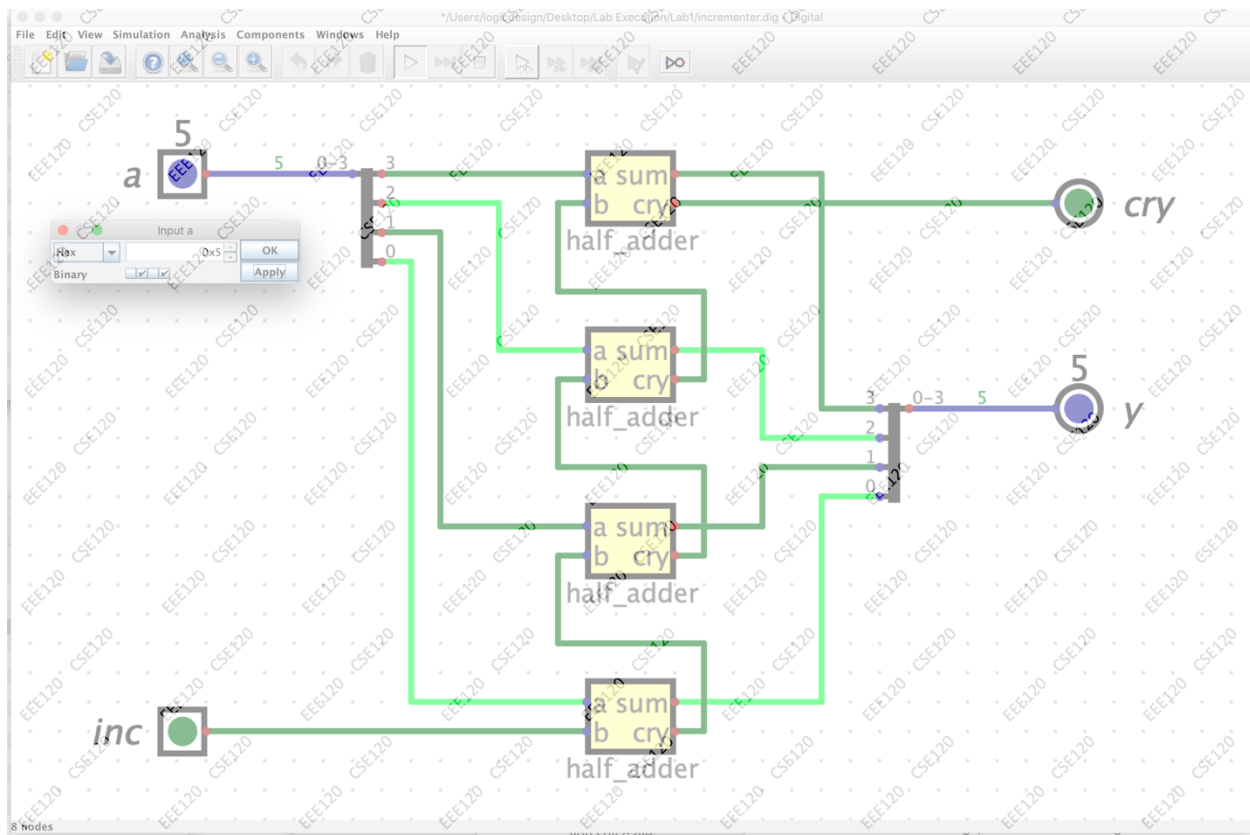 */Users/logicdesign/Desktop/Lab Execution/Lab1/incrementer.dig - Digital
File Edit View Simulation Analysis Components Windows Help
5
a
5 0-3
3
2
1
0
Input a
Hex 0x5 OK
Binary Apply
a sum
b cry
half_adder
cry
a sum
b cry
half_adder
5
3
2
1
0
0-3 5
y
a sum
b cry
half_adder
inc
a sum
b cry
half_adder
8 nodes
EEE120
CSE120